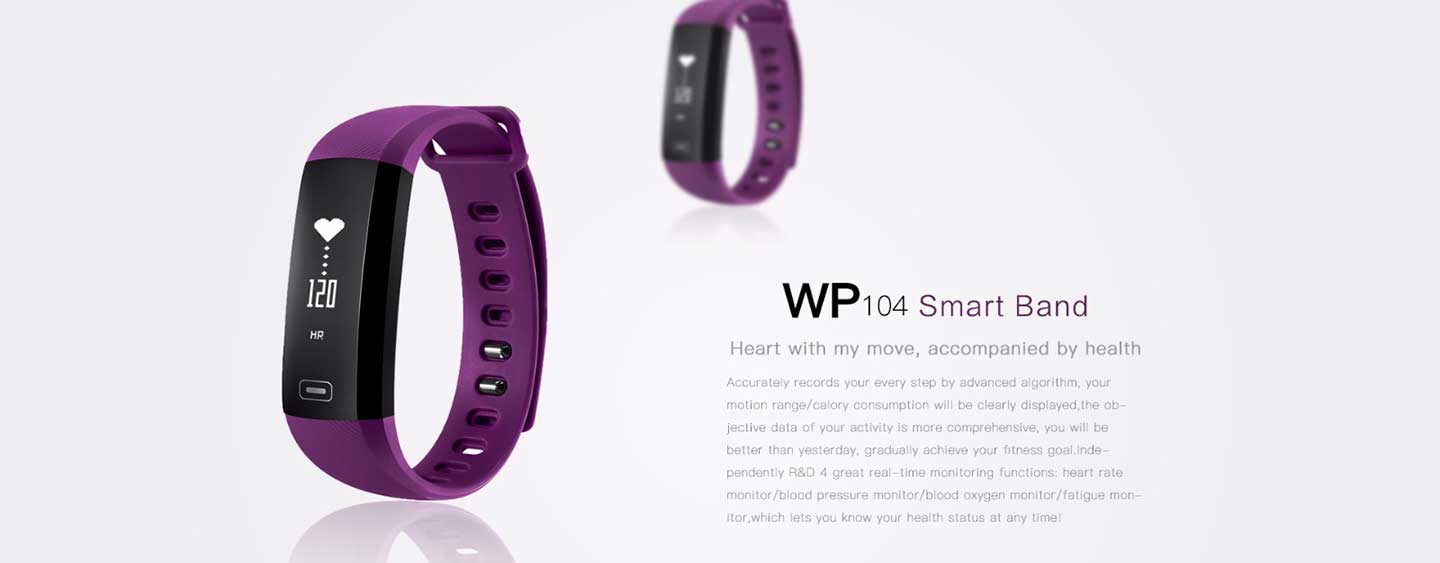 120
HR
120
WP104 Smart Band
Heart with my move, accompanied by health
Accurately records your every step by advanced algorithm, your
motion range/calory consumption will be clearly displayed,the ob-
jective data of your activity is more comprehensive, you will be
better than yesterday, gradually achieve your fitness goal.Inde-
pendently R&D 4 great real-time monitoring functions: heart rate
monitor/blood pressure monitor/blood oxygen monitor/fatigue mon-
itor,which lets you know your health status at any time!